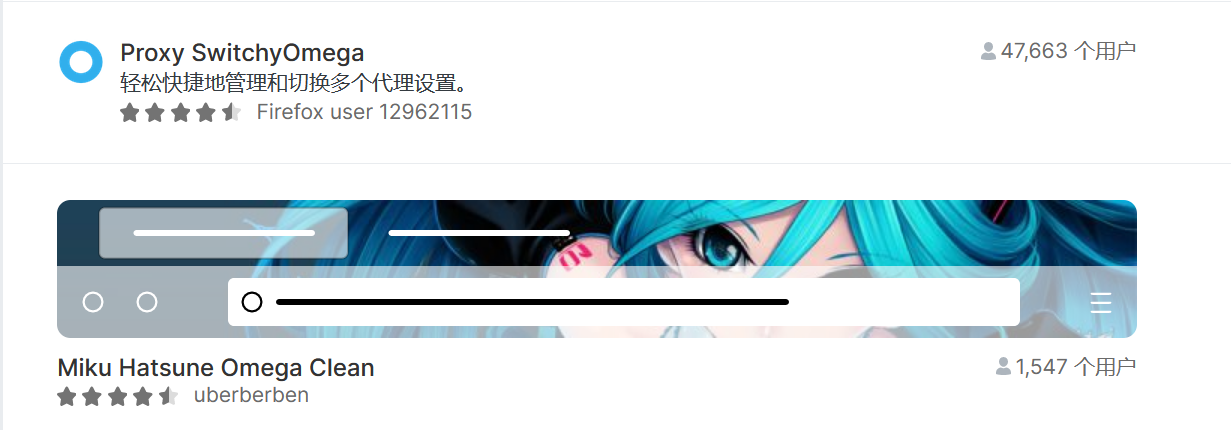 Proxy SwitchyOmega
47,663 个用户
轻松快捷地管理和切换多个代理设置。
Firefox user 12962115
01
Miku Hatsune Omega Clean
1,547 个用户
uberberben